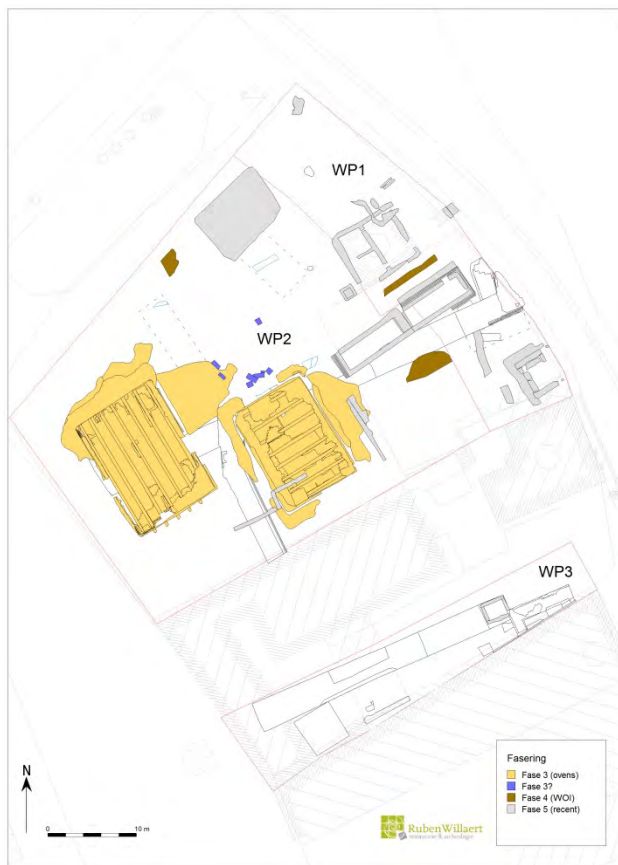 WP1
WP2
WP3
N
0 10 m
Fasering
Fase 3 (ovens)
Fase 3?
Fase 4 (WOI)
Fase 5 (recent)
RubenWillaert